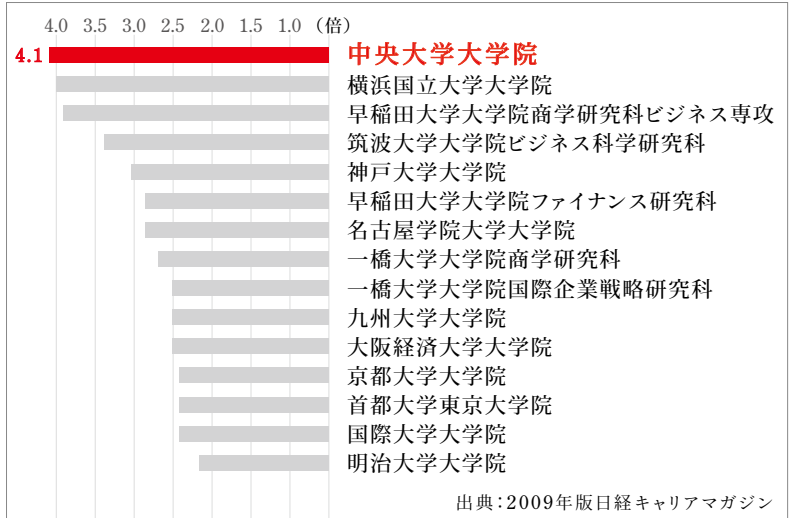 4.0 3.5 3.0 2.5 2.0 1.5 1.0 （倍）
4.1 中央大学大学院
横浜国立大学大学院
早稲田大学大学院商学研究科ビジネス専攻
筑波大学大学院ビジネス科学研究科
神戸大学大学院
早稲田大学大学院ファイナンス研究科
名古屋学院大学大学院
一橋大学大学院商学研究科
一橋大学大学院国際企業戦略研究科
九州大学大学院
大阪経済大学大学院
京都大学大学院
首都大学東京大学院
国際大学大学院
明治大学大学院
出典：2009年版日経キャリアマガジン